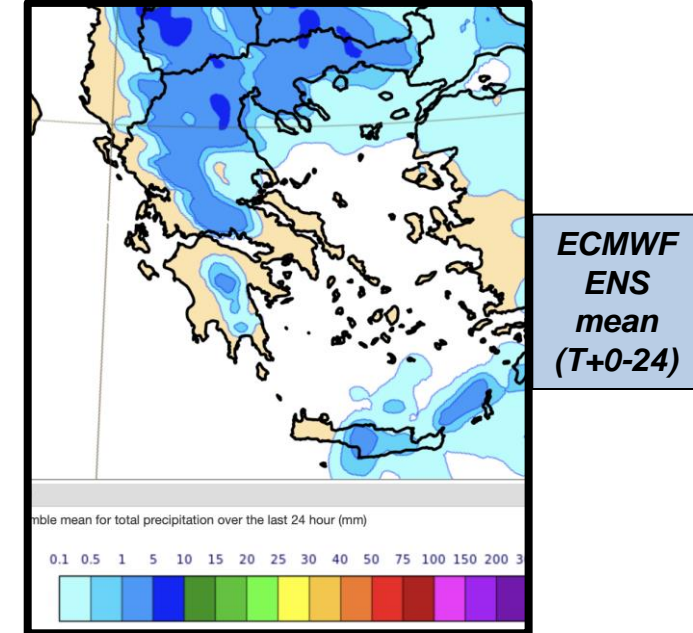 ECMWF
ENS
mean
(T+0-24)
mble mean for total precipitation over the last 24 hour (mm)
0.1 0.5 1 5 10 15 20 25 30 40 50 75 100 150 200